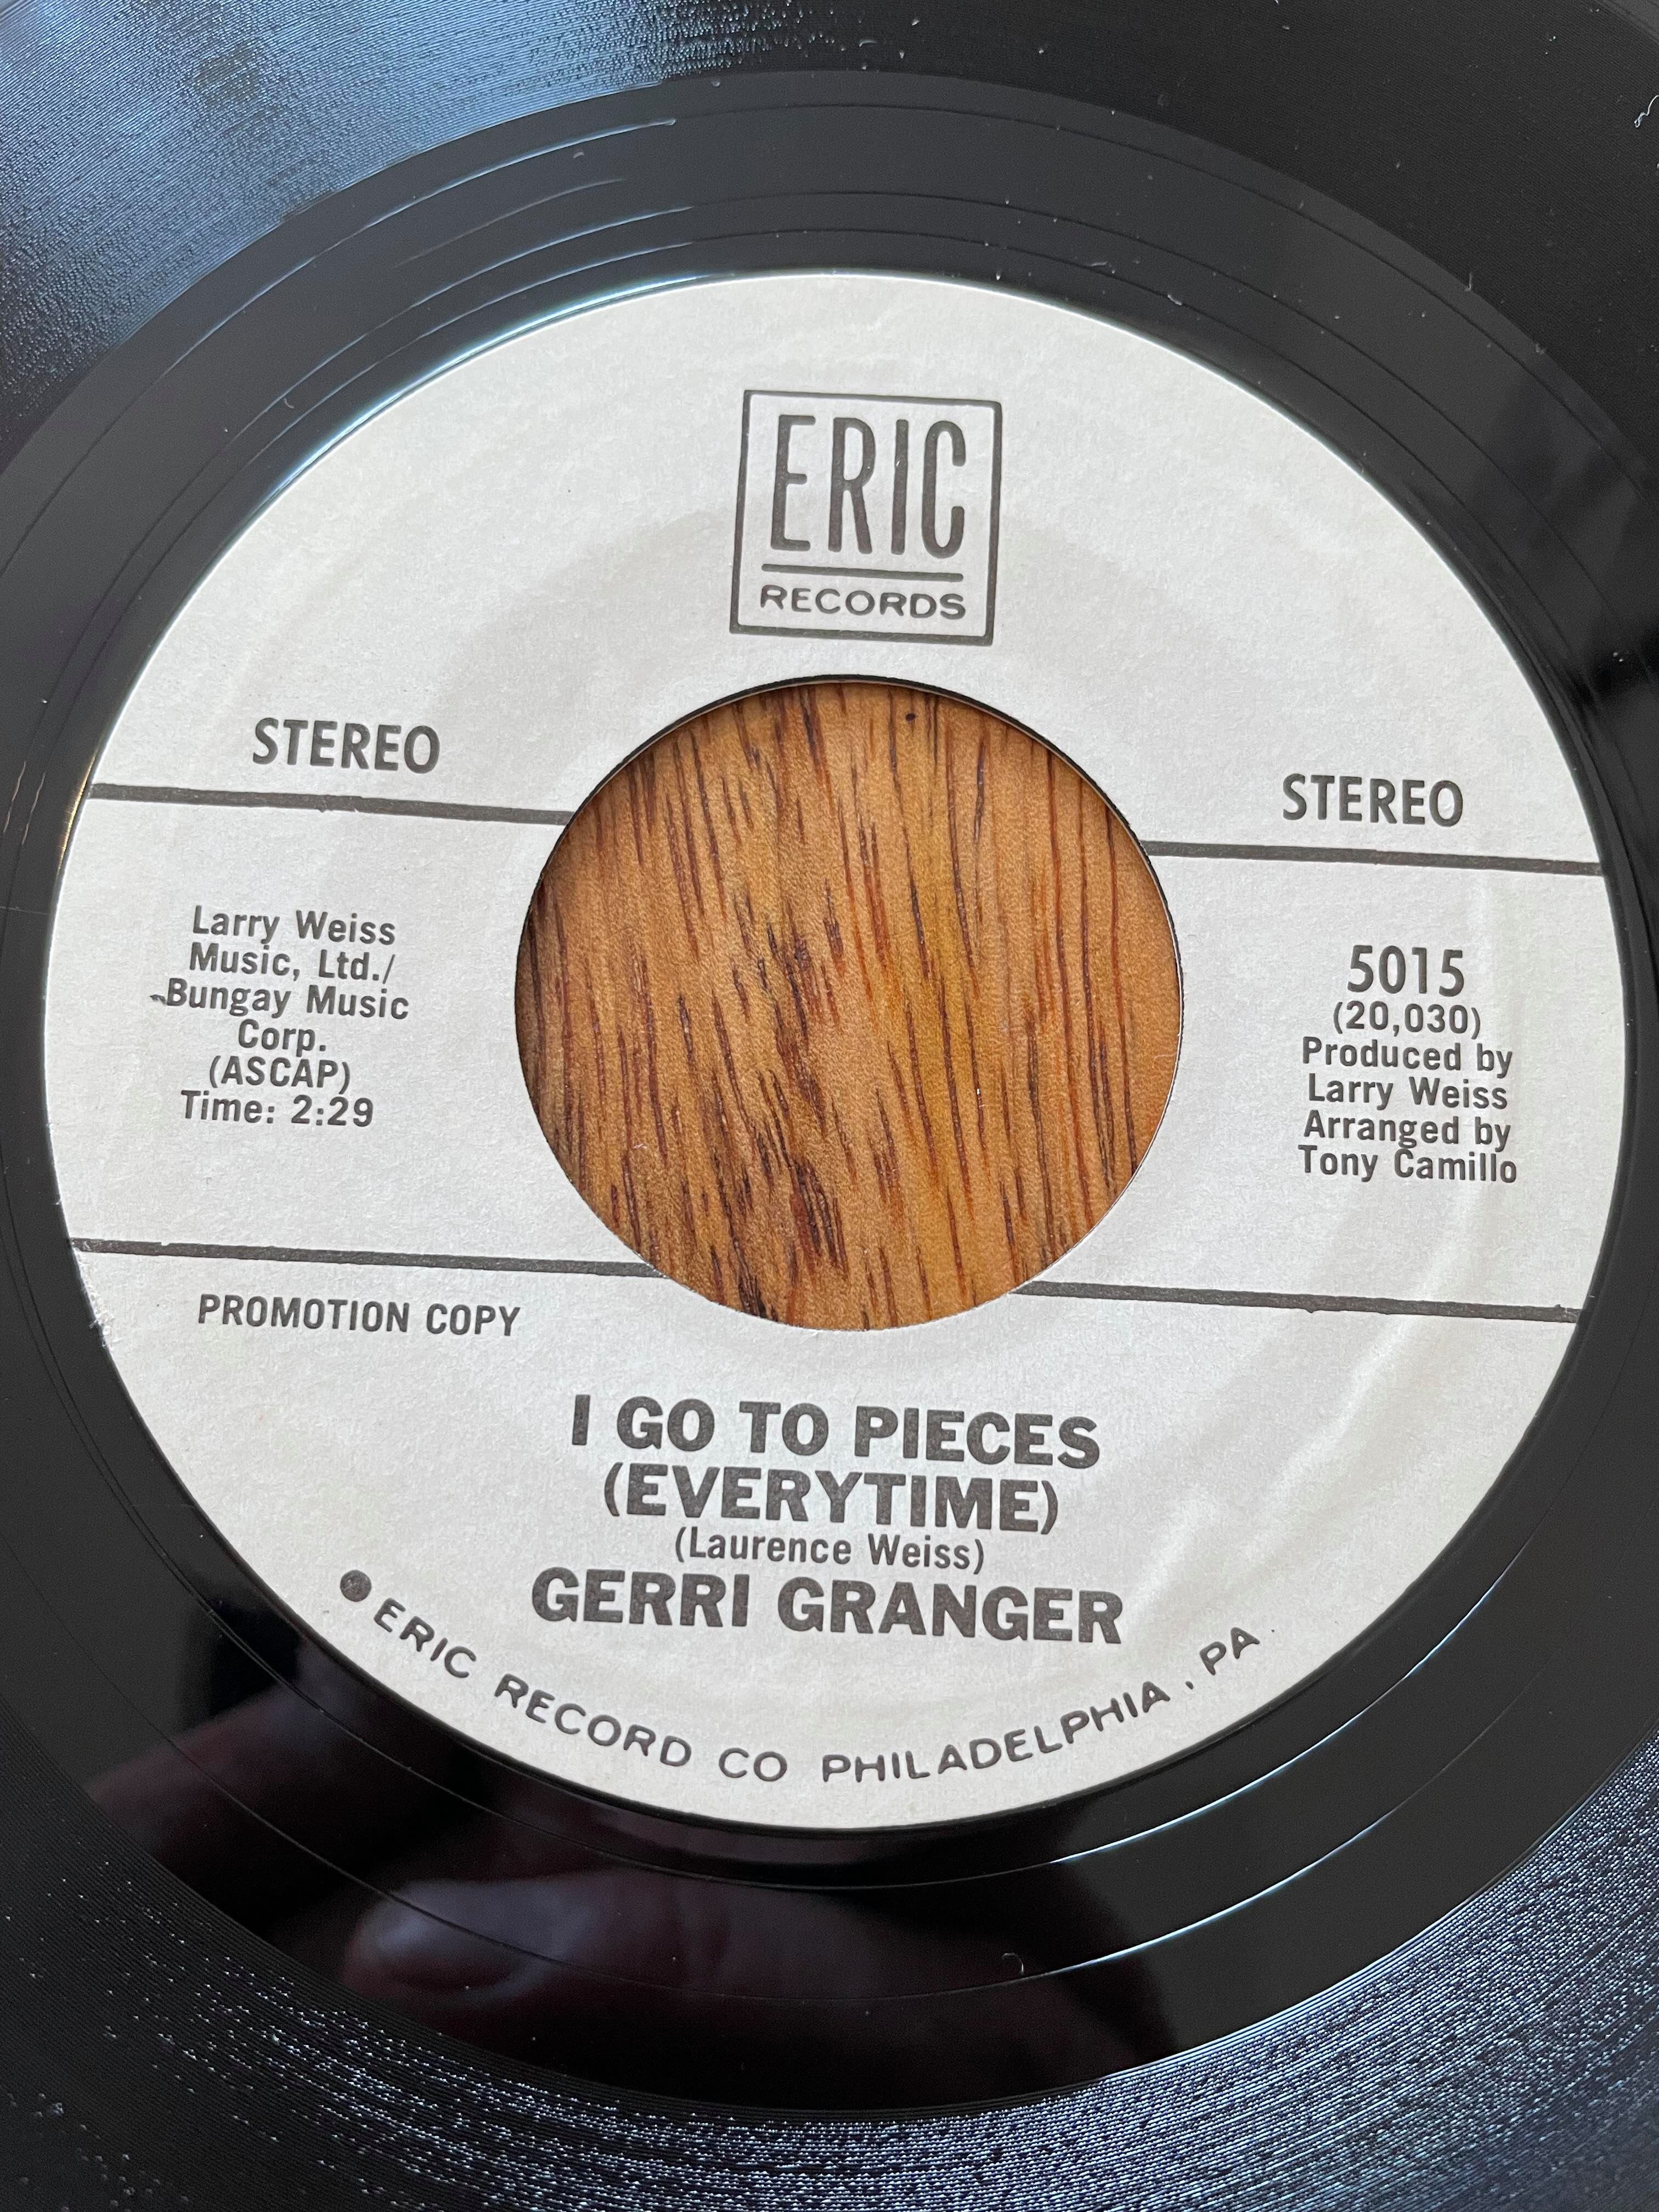 ERIC
RECORDS
STEREO
STEREO
Larry Weiss
Music, Ltd./
Bungay Music
Corp.
(ASCAP)
Time: 2:29
5015
(20,030)
Produced by
Larry Weiss
Arranged by
Tony Camillo
PROMOTION COPY
I GO TO PIECES
(EVERYTIME)
(Laurence Weiss)
GERRI GRANGER
ERIC RECORD CO PHILADELPHIA, PA.